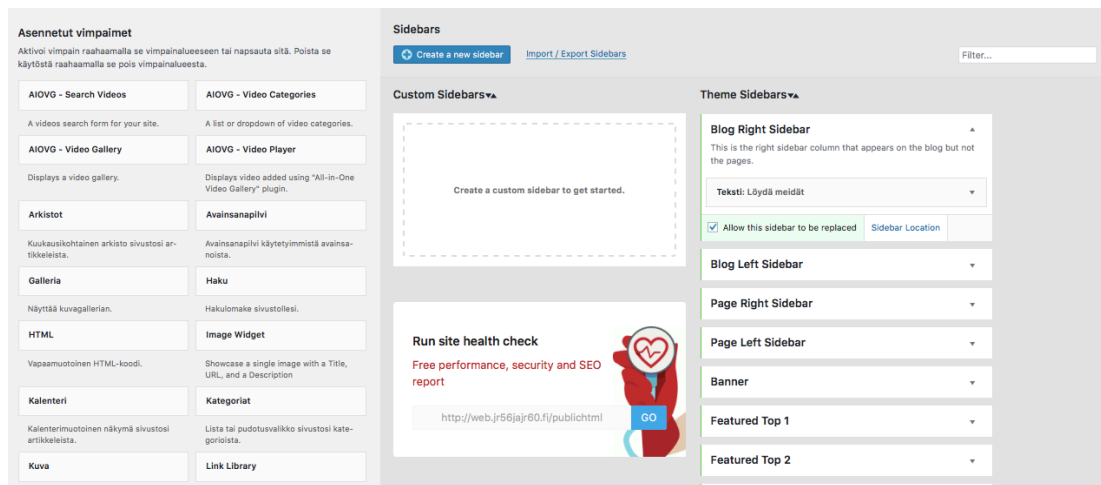 Asennetut vimpaimet
Aktivoi vimpain raahaamalla se vimpainalueeseen tai napsauta sitä. Poista se
käytöstä raahaamalla se pois vimpainalueesta.
AIOVG - Search Videos
AIOVG - Video Categories
A videos search form for your site.
A list or dropdown of video categories.
AIOVG - Video Gallery
AIOVG - Video Player
Displays a video gallery.
Displays video added using "All-in-One
Video Gallery" plugin.
Arkistot
Avainsanapilvi
Kuukausikohtainen arkisto sivustosi ar-
tikkeleista.
Avainsanapilvi käytetyimmistä avainsa-
noista.
Galleria
Haku
Näyttää kuvagallerian.
Hakulomake sivustollesi.
HTML
Image Widget
Vapaamuotoinen HTML-koodi.
Showcase a single image with a Title,
URL, and a Description
Kalenteri
Kategoriat
Kalenterimuotoinen näkymä sivustosi
artikkeleista.
Lista tai pudotusvalikko sivustosi kate-
gorioista.
Kuva
Link Library
Sidebars
Create a new sidebar
Import / Export Sidebars
Filter...
Custom Sidebars
Create a custom sidebar to get started.
Run site health check
Free performance, security and SEO
report
http://web.jr56jajr60.fi/publichtml
GO
Theme Sidebars
Blog Right Sidebar
This is the right sidebar column that appears on the blog but not
the pages.
Teksti: Löydä meidät
Allow this sidebar to be replaced
Sidebar Location
Blog Left Sidebar
Page Right Sidebar
Page Left Sidebar
Banner
Featured Top 1
Featured Top 2